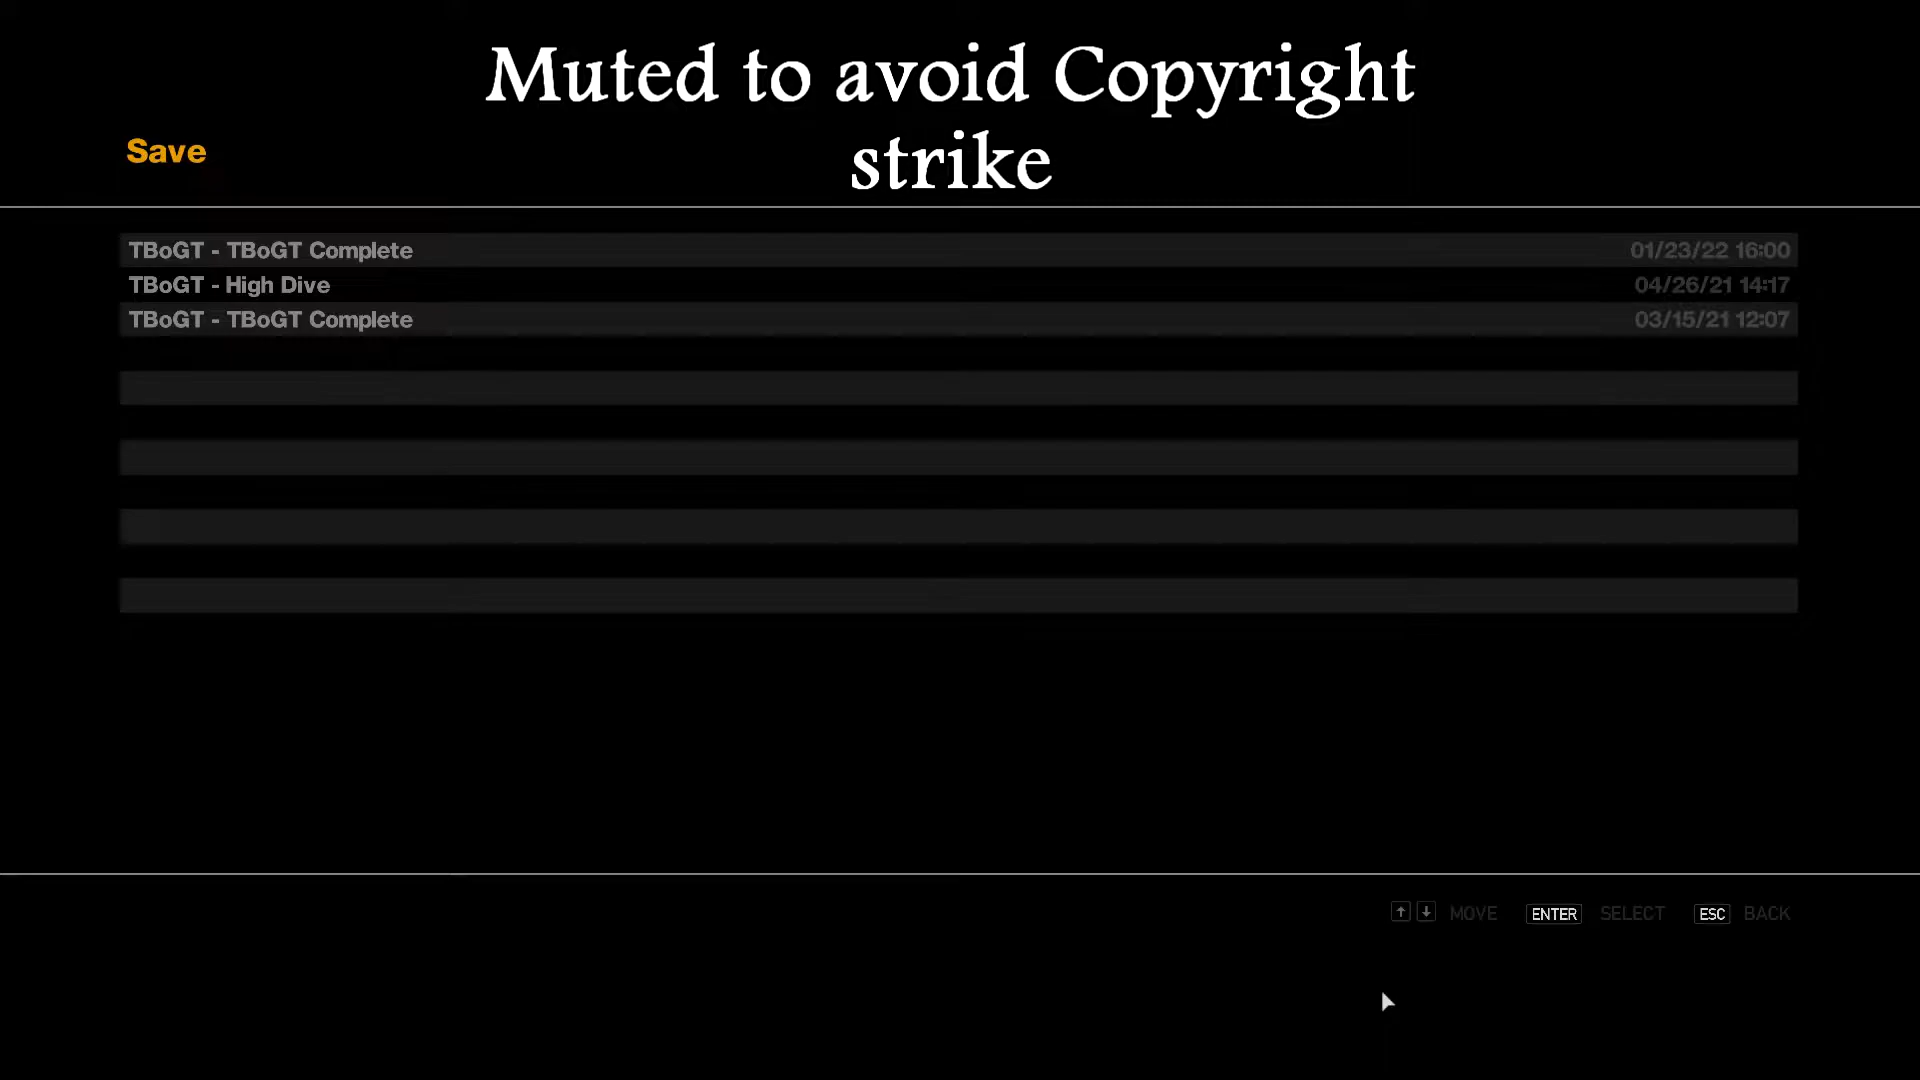 Muted to avoid Copyright
strike
Save
TBoGT - TBoGT Complete 01/23/22 16:00
TBoGT - High Dive 04/26/21 14:17
TBoGT - TBoGT Complete 03/15/21 12:07
↑ ↓ MOVE ENTER SELECT ESC BACK